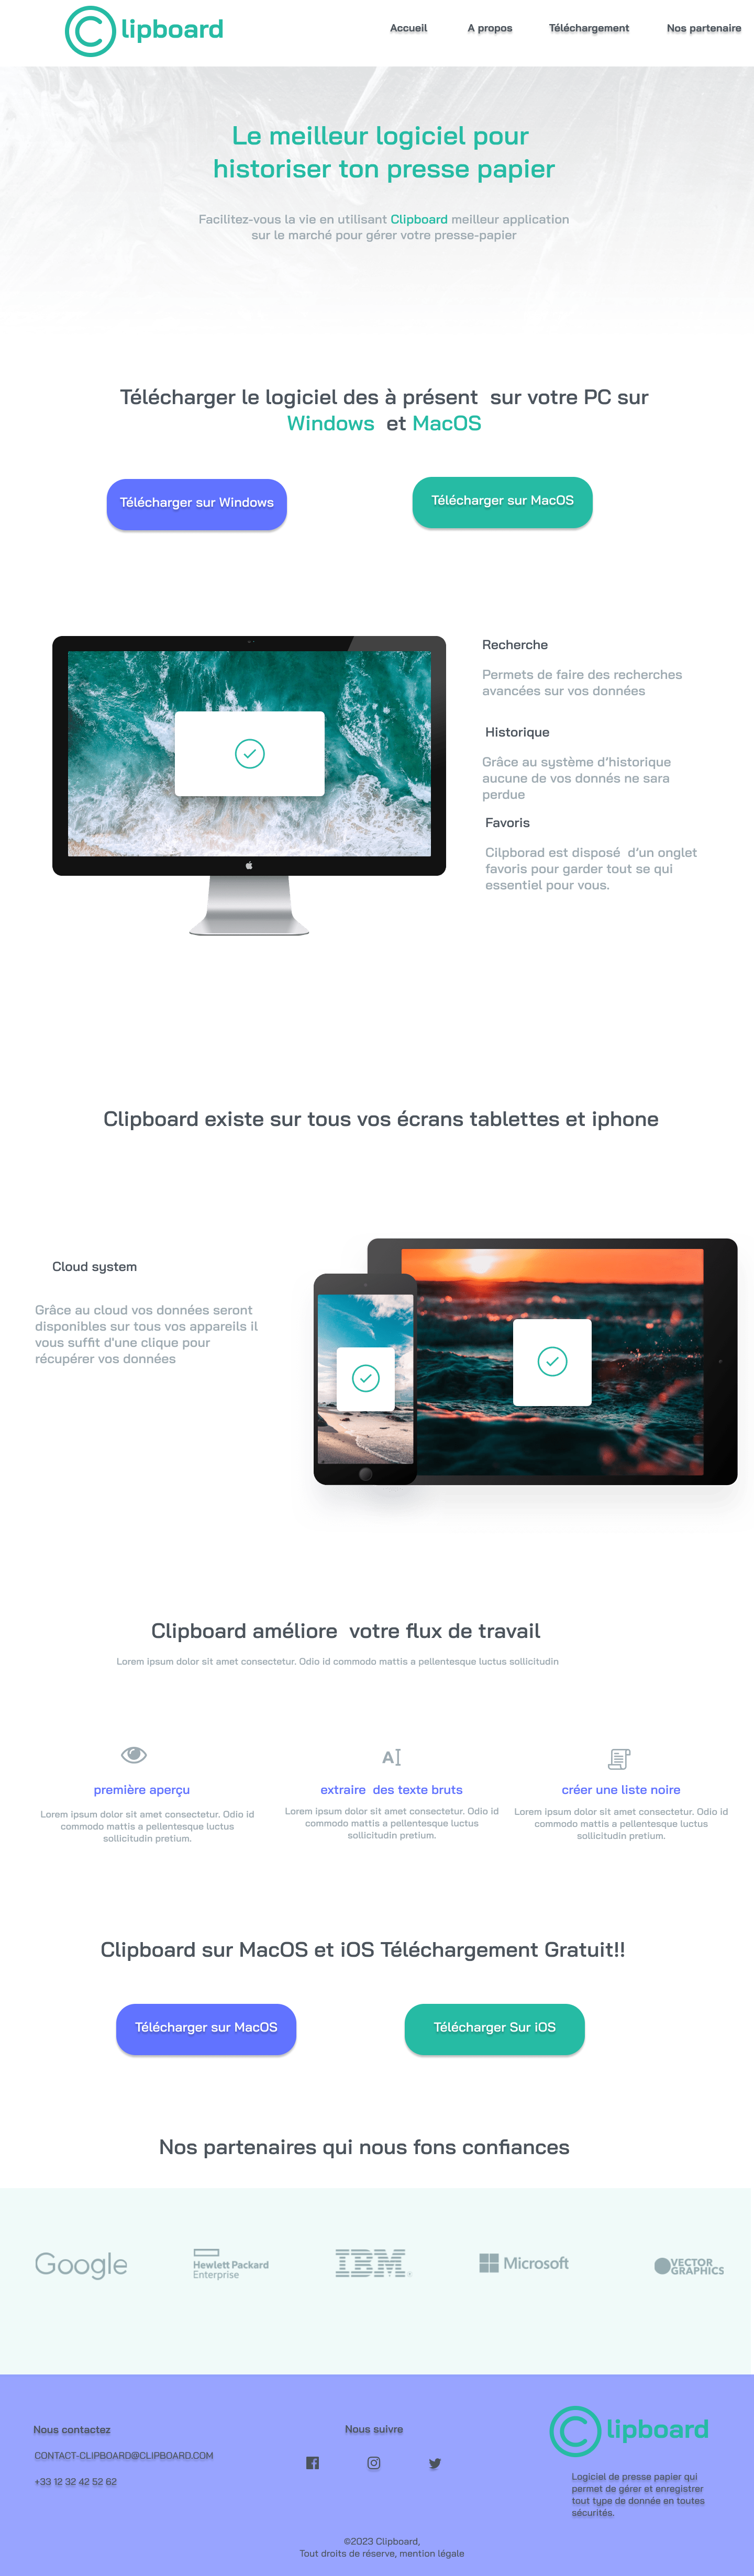 Clipboard
Accueil A propos Téléchargement Nos partenaire
Le meilleur logiciel pour
historiser ton presse papier
Facilitez-vous la vie en utilisant Clipboard meilleur application
sur le marché pour gérer votre presse-papier
Télécharger le logiciel des à présent sur votre PC sur
Windows et MacOS
Télécharger sur Windows
Télécharger sur MacOS
Recherche
Permets de faire des recherches
avancées sur vos données
Historique
Grâce au système d’historique
aucune de vos donnés ne sara
perdue
Favoris
Cilpborad est disposé d’un onglet
favoris pour garder tout se qui
essentiel pour vous.
Clipboard existe sur tous vos écrans tablettes et iphone
Cloud system
Grâce au cloud vos données seront
disponibles sur tous vos appareils il
vous suffit d'une clique pour
récupérer vos données
Clipboard améliore votre flux de travail
Lorem ipsum dolor sit amet consectetur. Odio id commodo mattis a pellentesque luctus sollicitudin
première aperçu
Lorem ipsum dolor sit amet consectetur. Odio id
commodo mattis a pellentesque luctus
sollicitudin pretium.
A
extraire des texte bruts
Lorem ipsum dolor sit amet consectetur. Odio id
commodo mattis a pellentesque luctus
sollicitudin pretium.
créer une liste noire
Lorem ipsum dolor sit amet consectetur. Odio id
commodo mattis a pellentesque luctus
sollicitudin pretium.
Clipboard sur MacOS et iOS Téléchargement Gratuit!!
Télécharger sur MacOS
Télécharger Sur iOS
Nos partenaires qui nous fons confiances
Google
Hewlett Packard
Enterprise
IBM®
Microsoft
VECTOR
GRAPHICS
Nous contactez
CONTACT-CLIPBOARD@CLIPBOARD.COM
+33 12 32 42 52 62
Nous suivre
Clipboard
Logiciel de presse papier qui
permet de gérer et enregistrer
tout type de donnée en toutes
sécurités.
©2023 Clipboard,
Tout droits de réserve, mention légale